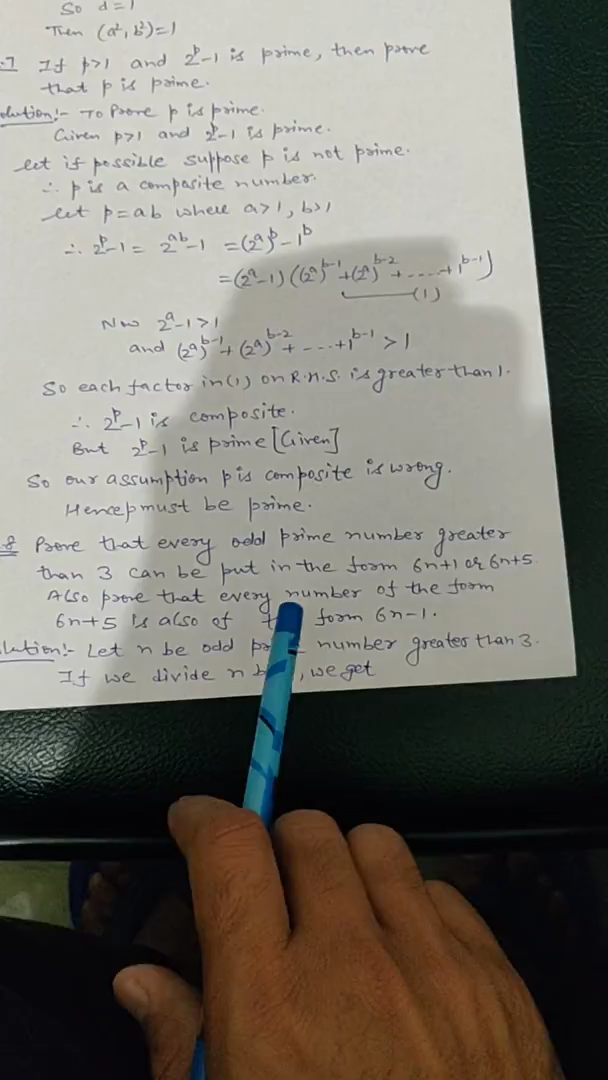 So d=1
Then (a², b²)=1
.7 If p>1 and 2^p-1 is prime, then prove
that p is prime.
olution:- To Prove p is prime.
Given p>1 and 2^p-1 is prime.
Let if possible suppose p is not prime.
∴ p is a composite number.
Let p=ab where a>1, b>1
∴ 2^p-1 = 2^ab-1 = (2^a)^b-1^b
=(2^a-1)((2^a)^b-1+(2^a)^b-2+.....+1^b-1)
(1)
Now 2^a-1>1
and (2^a)^b-1+(2^a)^b-2+...+1^b-1>1
So each factor in (1) on R.H.S. is greater than 1.
∴ 2^p-1 is composite.
But 2^p-1 is prime [Given]
So our assumption p is composite is wrong.
Hence p must be prime.
8 Prove that every odd prime number greater
than 3 can be put in the form 6n+1 or 6n+5.
Also prove that every number of the form
6n+5 is also of form 6n-1.
lution:- Let n be odd number greater than 3.
If we divide n , we get